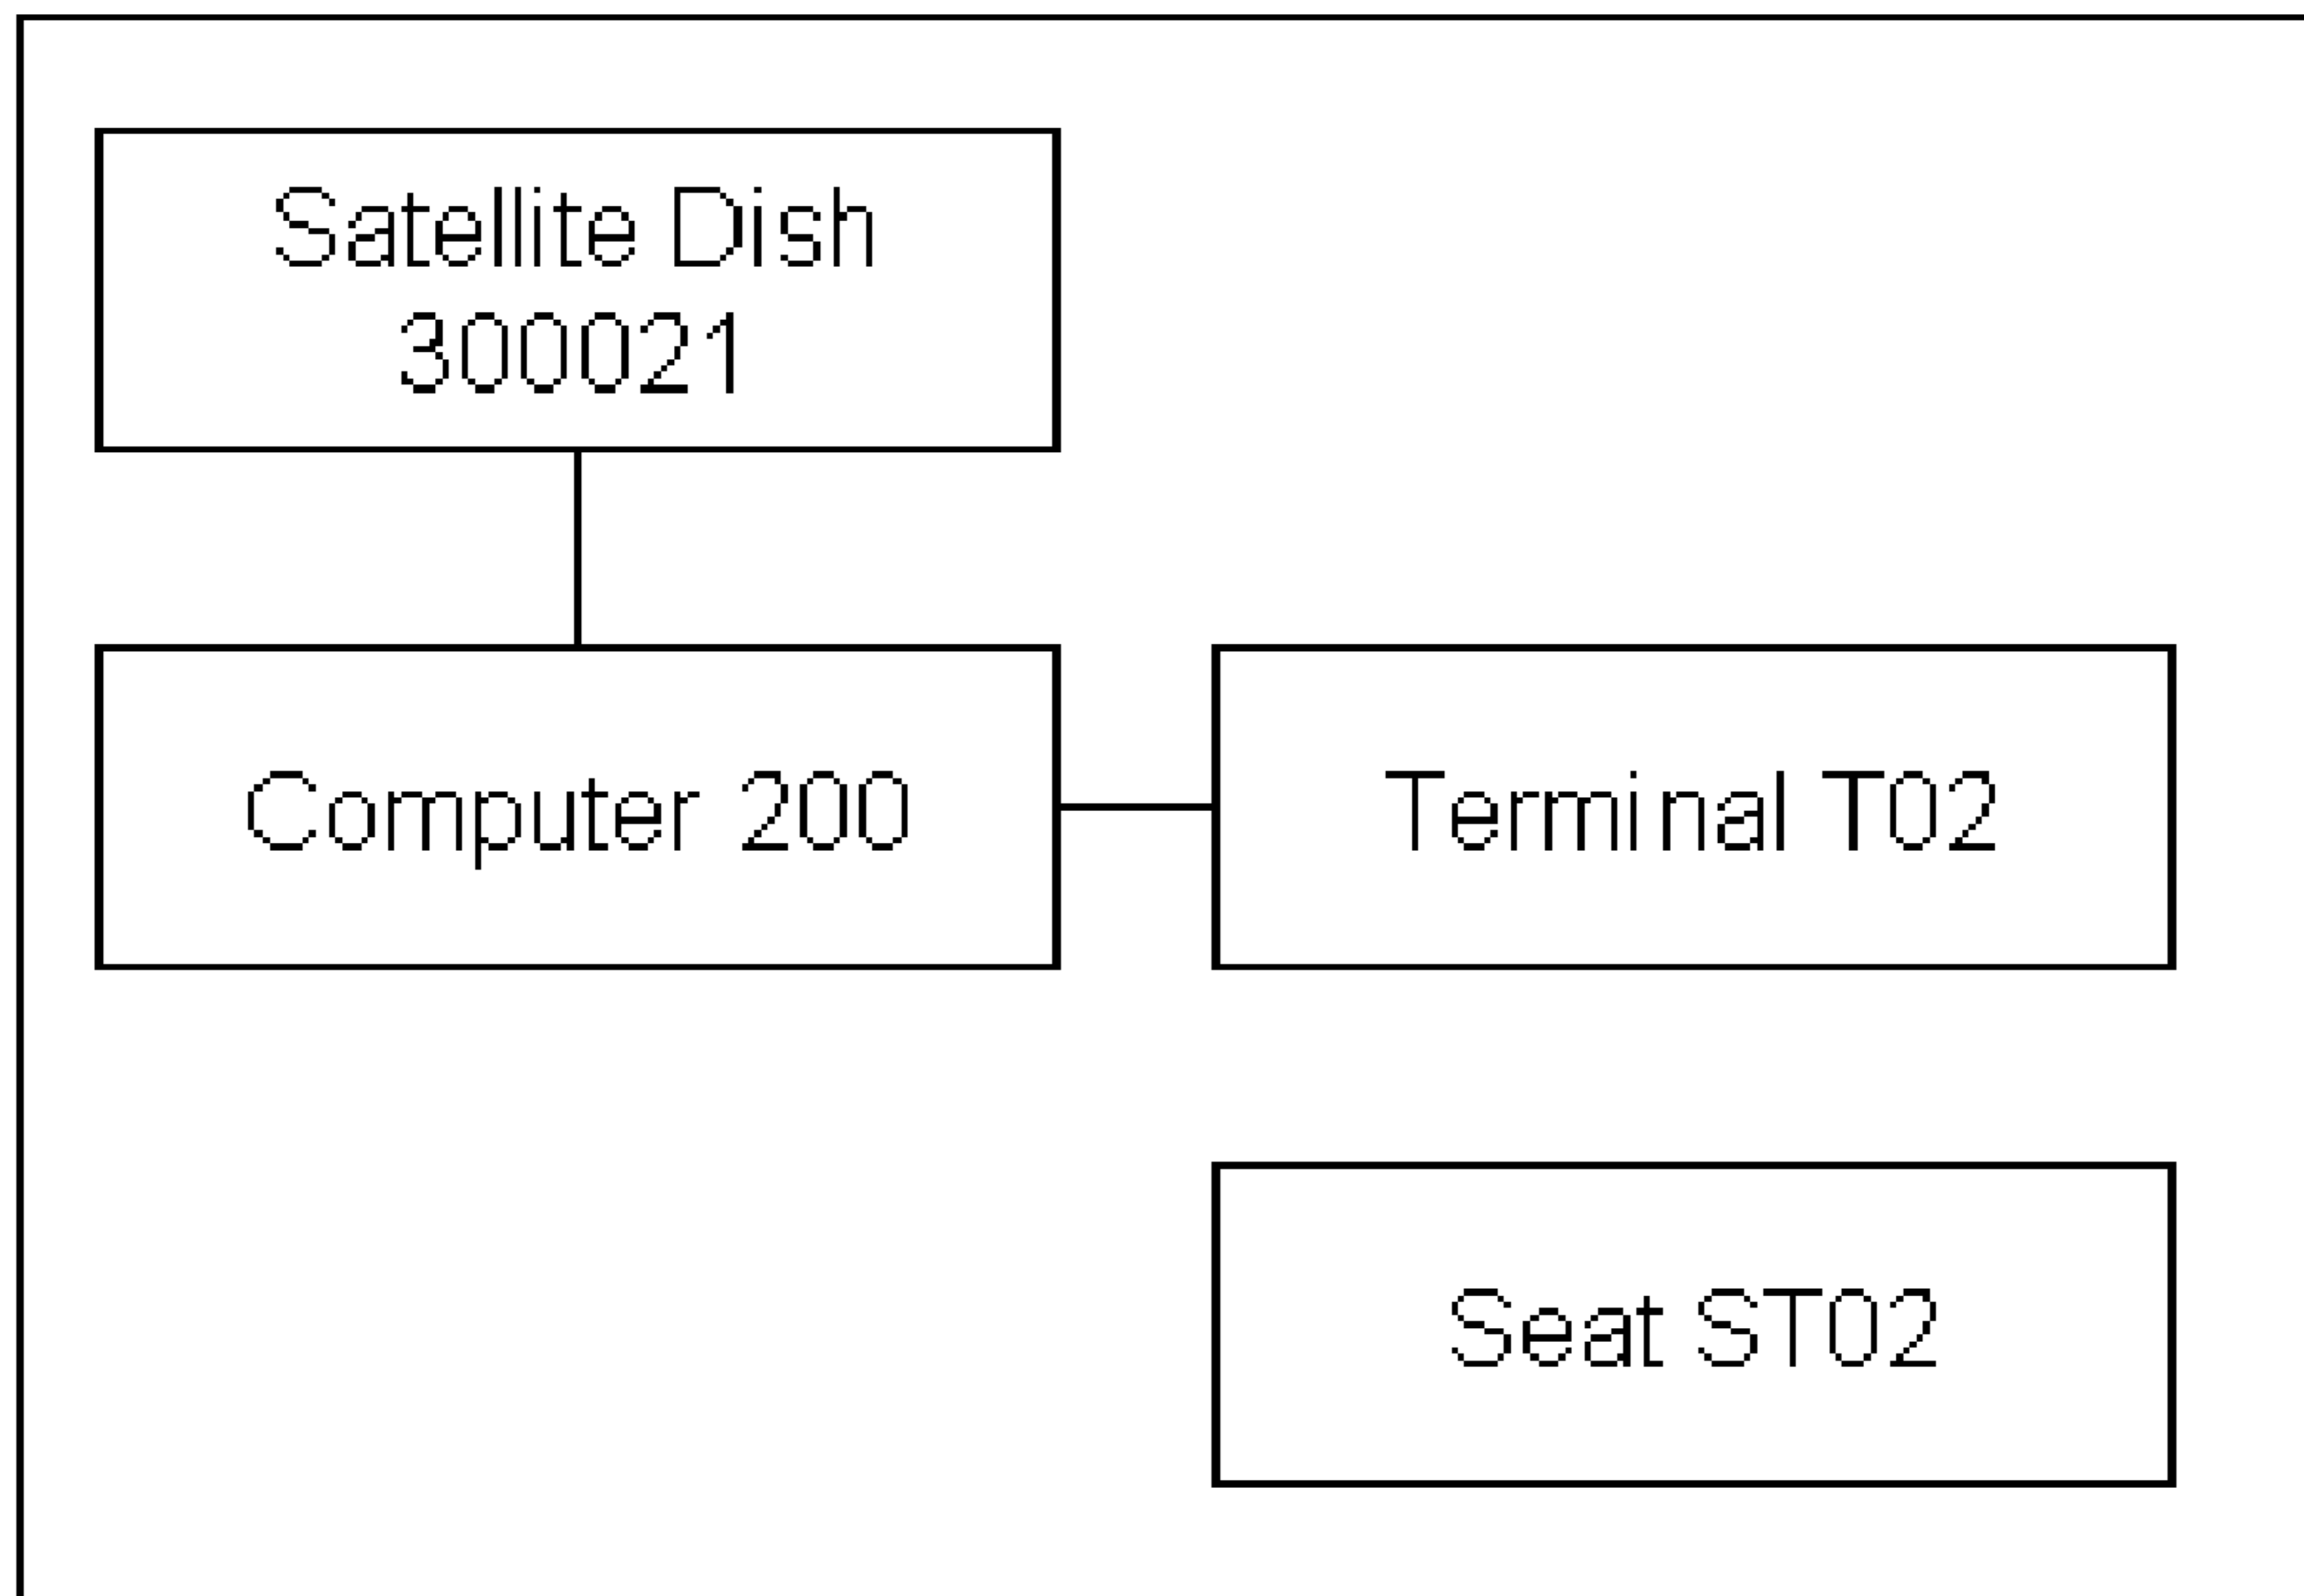 Satellite Dish
300021
Computer 200
Terminal T02
Seat ST02